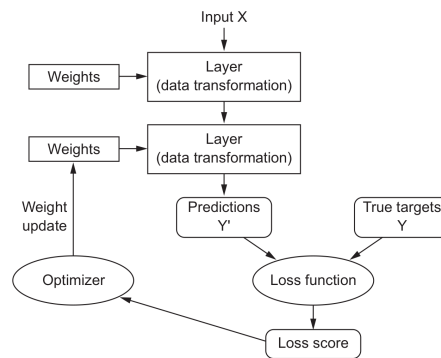 Input X
Layer
(data transformation)
Weights
Layer
(data transformation)
Weights
Weight
update
Predictions
Y'
True targets
Y
Optimizer
Loss function
Loss score